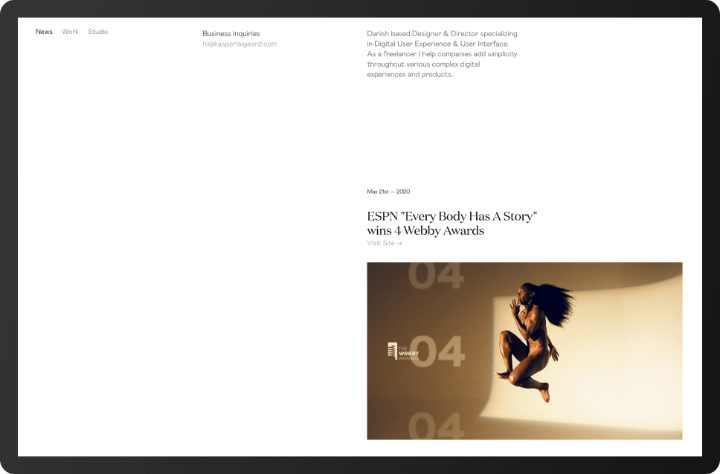 News Work Studio
Business inquiries
hi@kasperlaigaard.com
Danish based Designer & Director specializing
in Digital User Experience & User Interface.
As a freelancer I help companies add simplicity
throughout various complex digital
experiences and products.
May 21st — 2020
ESPN "Every Body Has A Story"
wins 4 Webby Awards
Visit Site →
04
THE
WEBBY
AWARDS
04
04